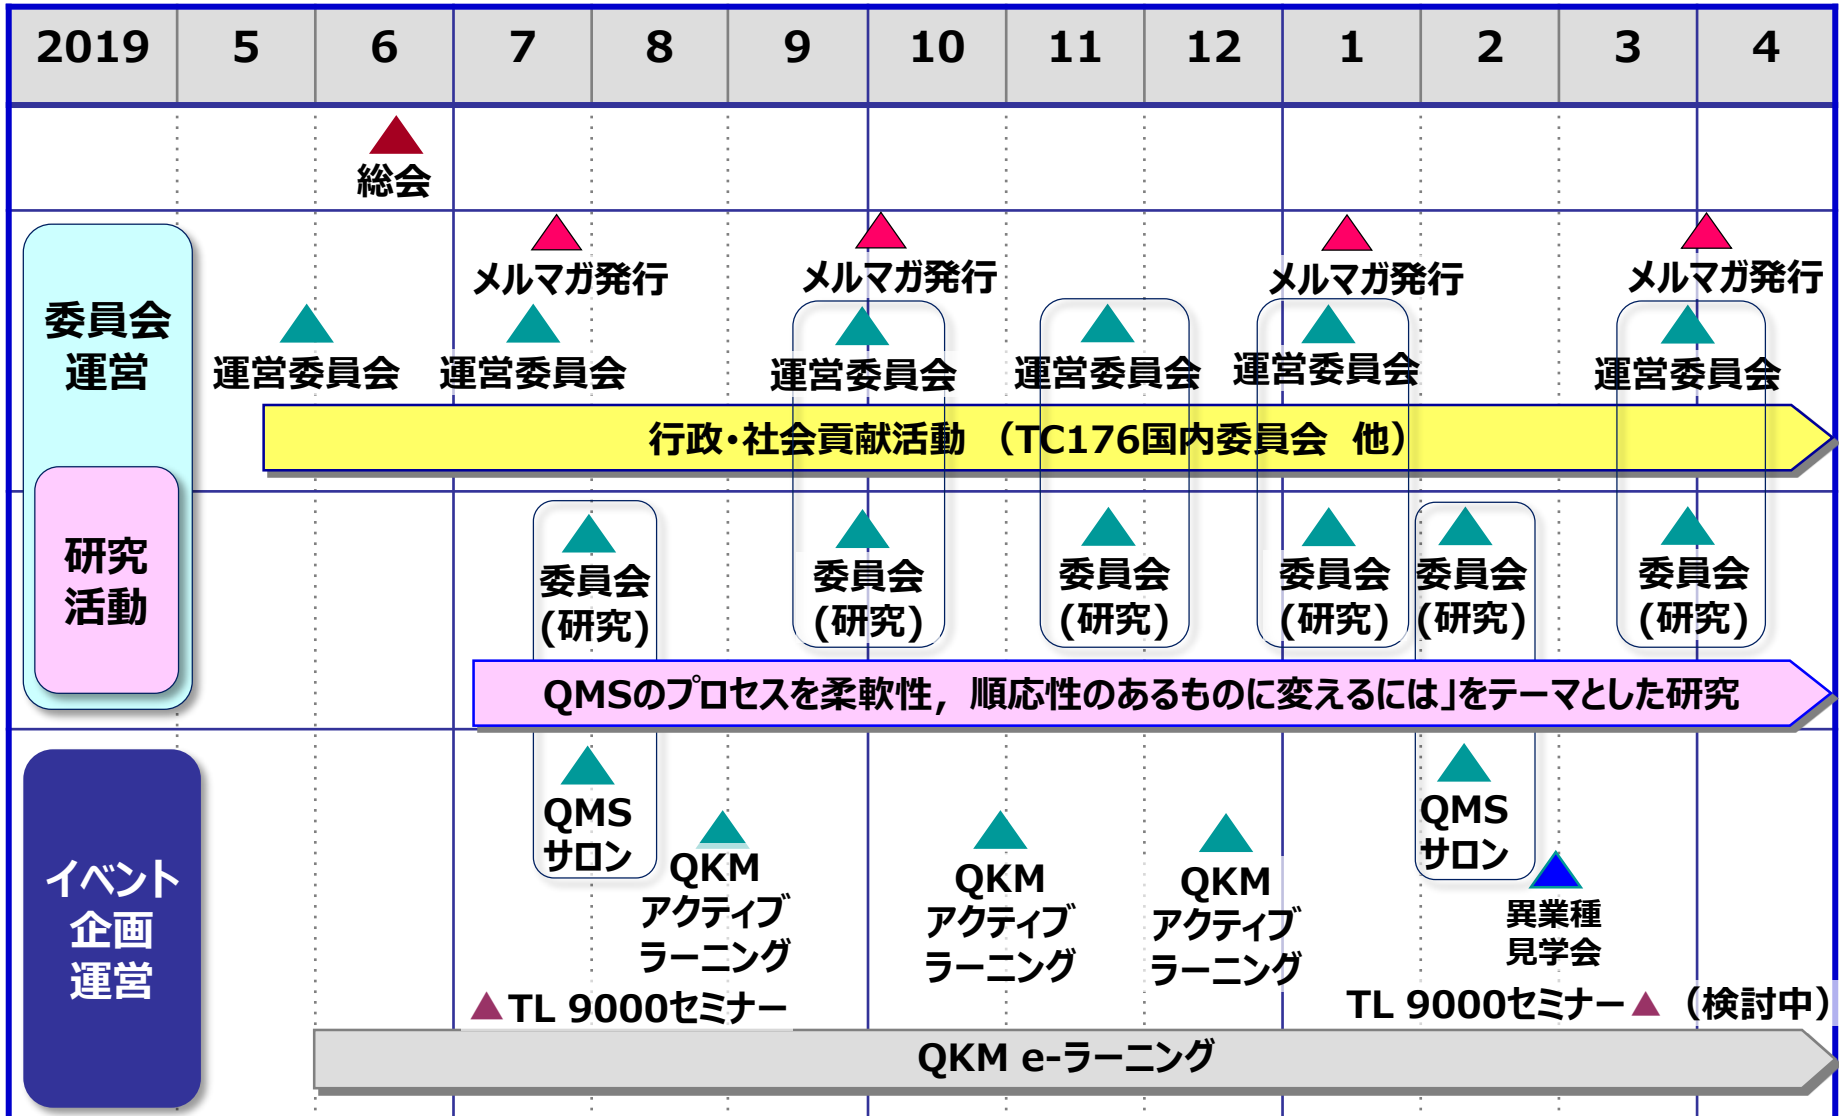 2019 5 6 7 8 9 10 11 12 1 2 3 4
総会
委員会
運営
メルマガ発行 メルマガ発行 メルマガ発行 メルマガ発行
運営委員会 運営委員会 運営委員会 運営委員会 運営委員会 運営委員会
行政・社会貢献活動 （TC176国内委員会 他）
研究
活動
委員会 委員会 委員会 委員会 委員会 委員会
(研究) (研究) (研究) (研究) (研究) (研究)
QMSのプロセスを柔軟性，順応性のあるものに変えるには」をテーマとした研究
イベント
企画
運営
QMS
サロン
QKM
アクティブ
ラーニング
QKM
アクティブ
ラーニング
QKM
アクティブ
ラーニング
QMS
サロン
異業種
見学会
TL 9000セミナー
TL 9000セミナー （検討中）
QKM e-ラーニング